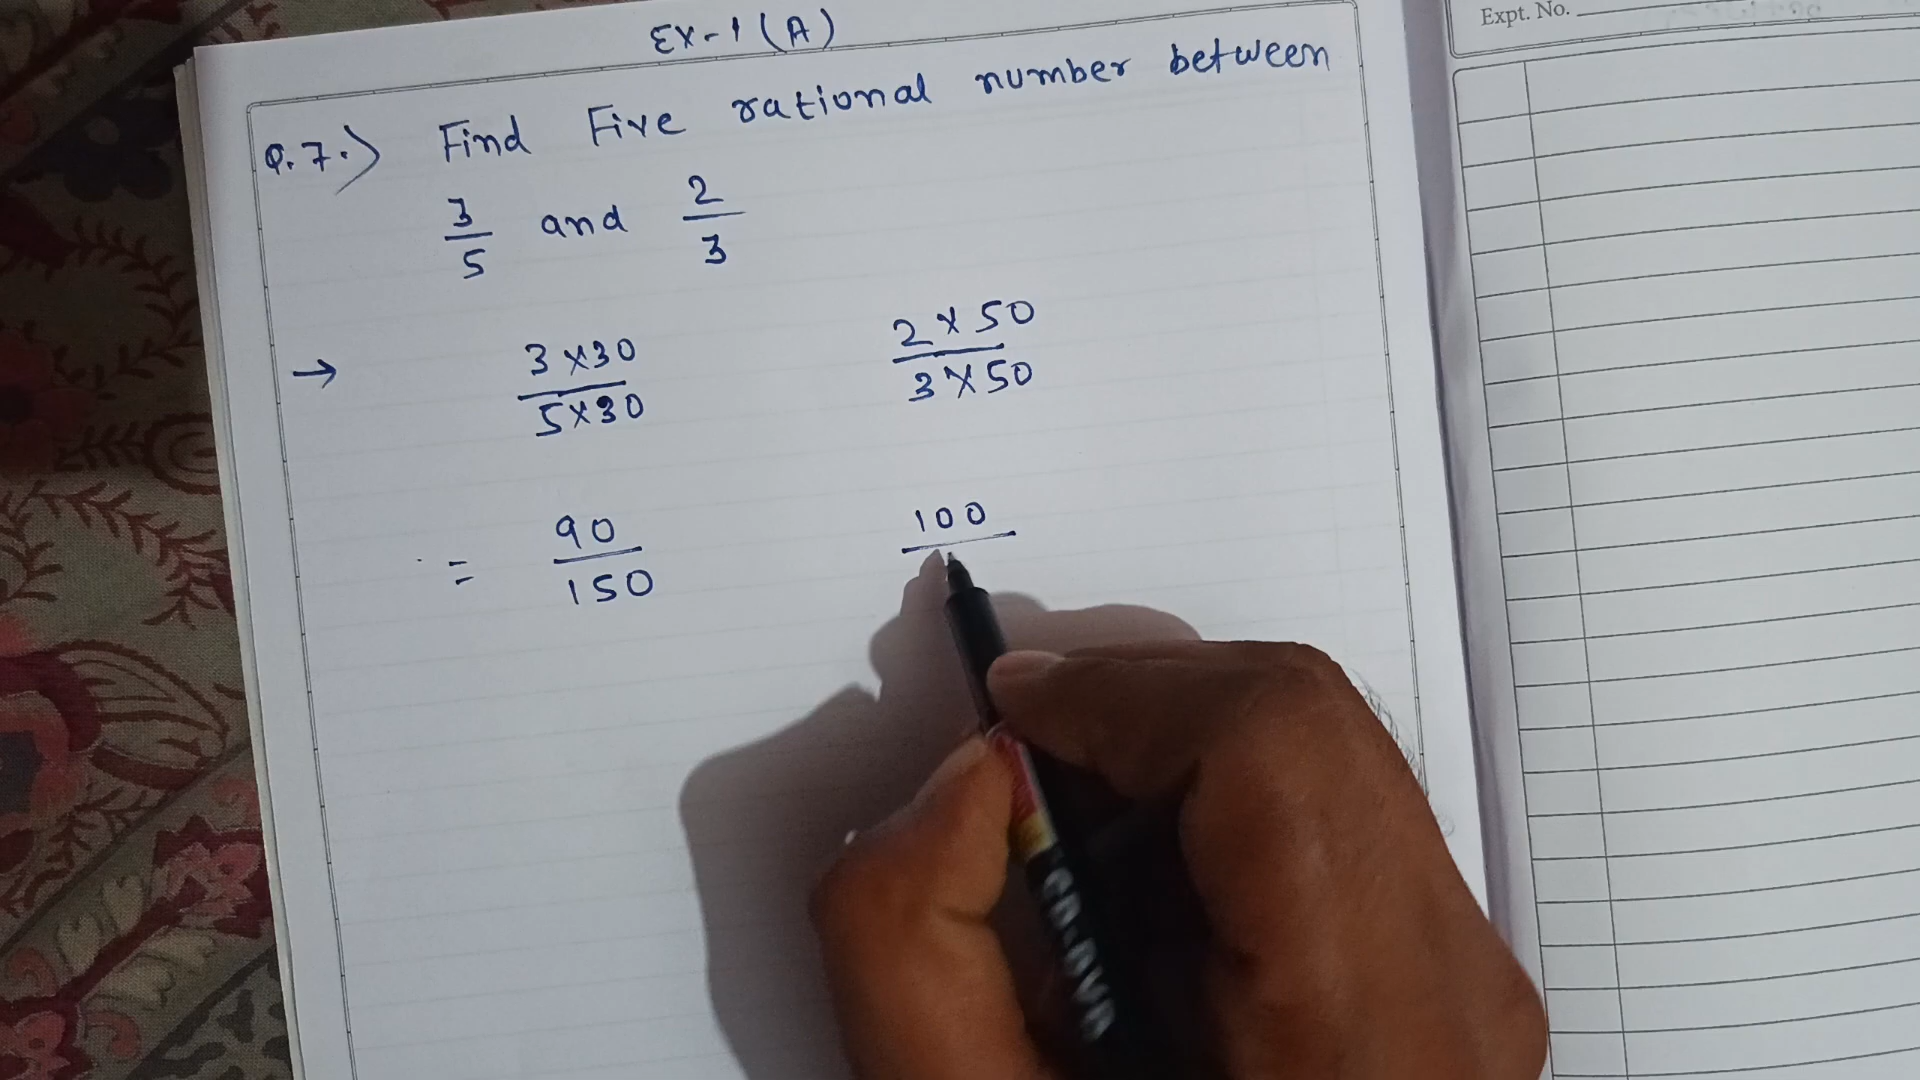 Ex-1 (A)
Expt. No.
Q.7.) Find Five rational number between
3/5 and 2/3
→ 3×30/5×30 2×50/3×50
= 90/150 100/